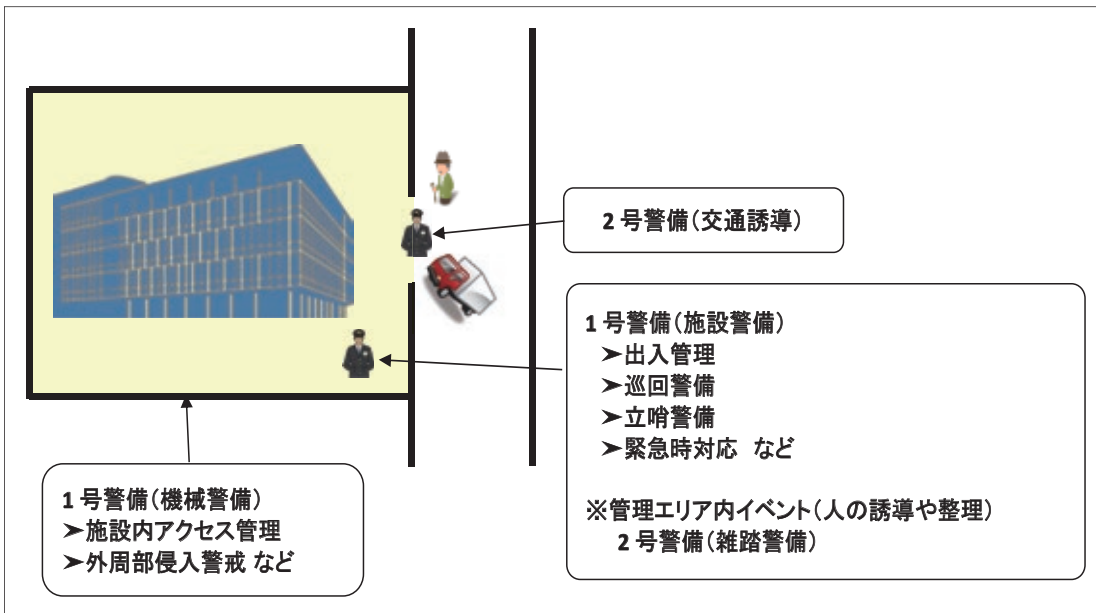 2号警備(交通誘導)
1号警備(施設警備)
➤出入管理
➤巡回警備
➤立哨警備
➤緊急時対応 など
※管理エリア内イベント(人の誘導や整理)
2号警備(雑踏警備)
1号警備(機械警備)
➤施設内アクセス管理
➤外周部侵入警戒 など